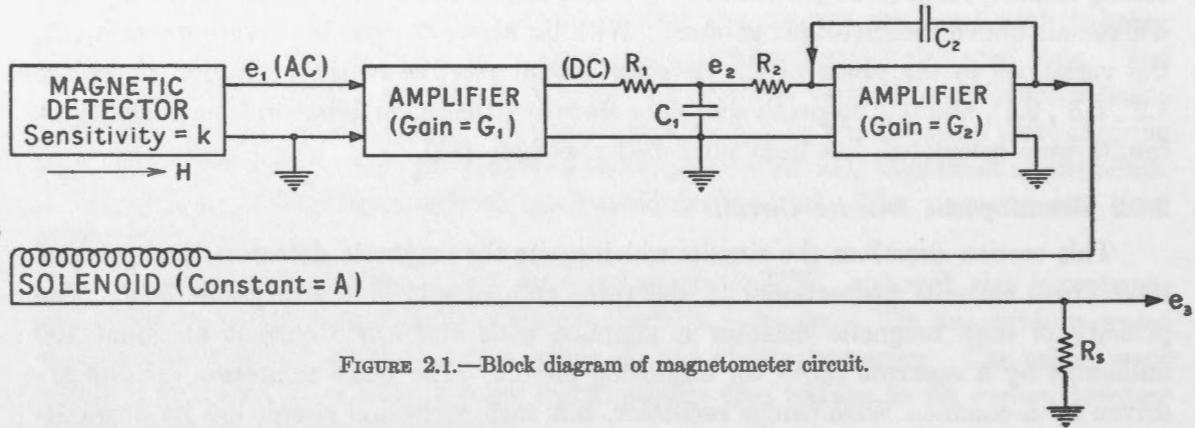 C₂
e₁ (AC)
(DC) R₁ e₂ R₂
MAGNETIC
DETECTOR
Sensitivity = k
AMPLIFIER
(Gain = G₁)
C₁
AMPLIFIER
(Gain = G₂)
H
SOLENOID (Constant = A)
e₃
Rₛ
FIGURE 2.1.—Block diagram of magnetometer circuit.